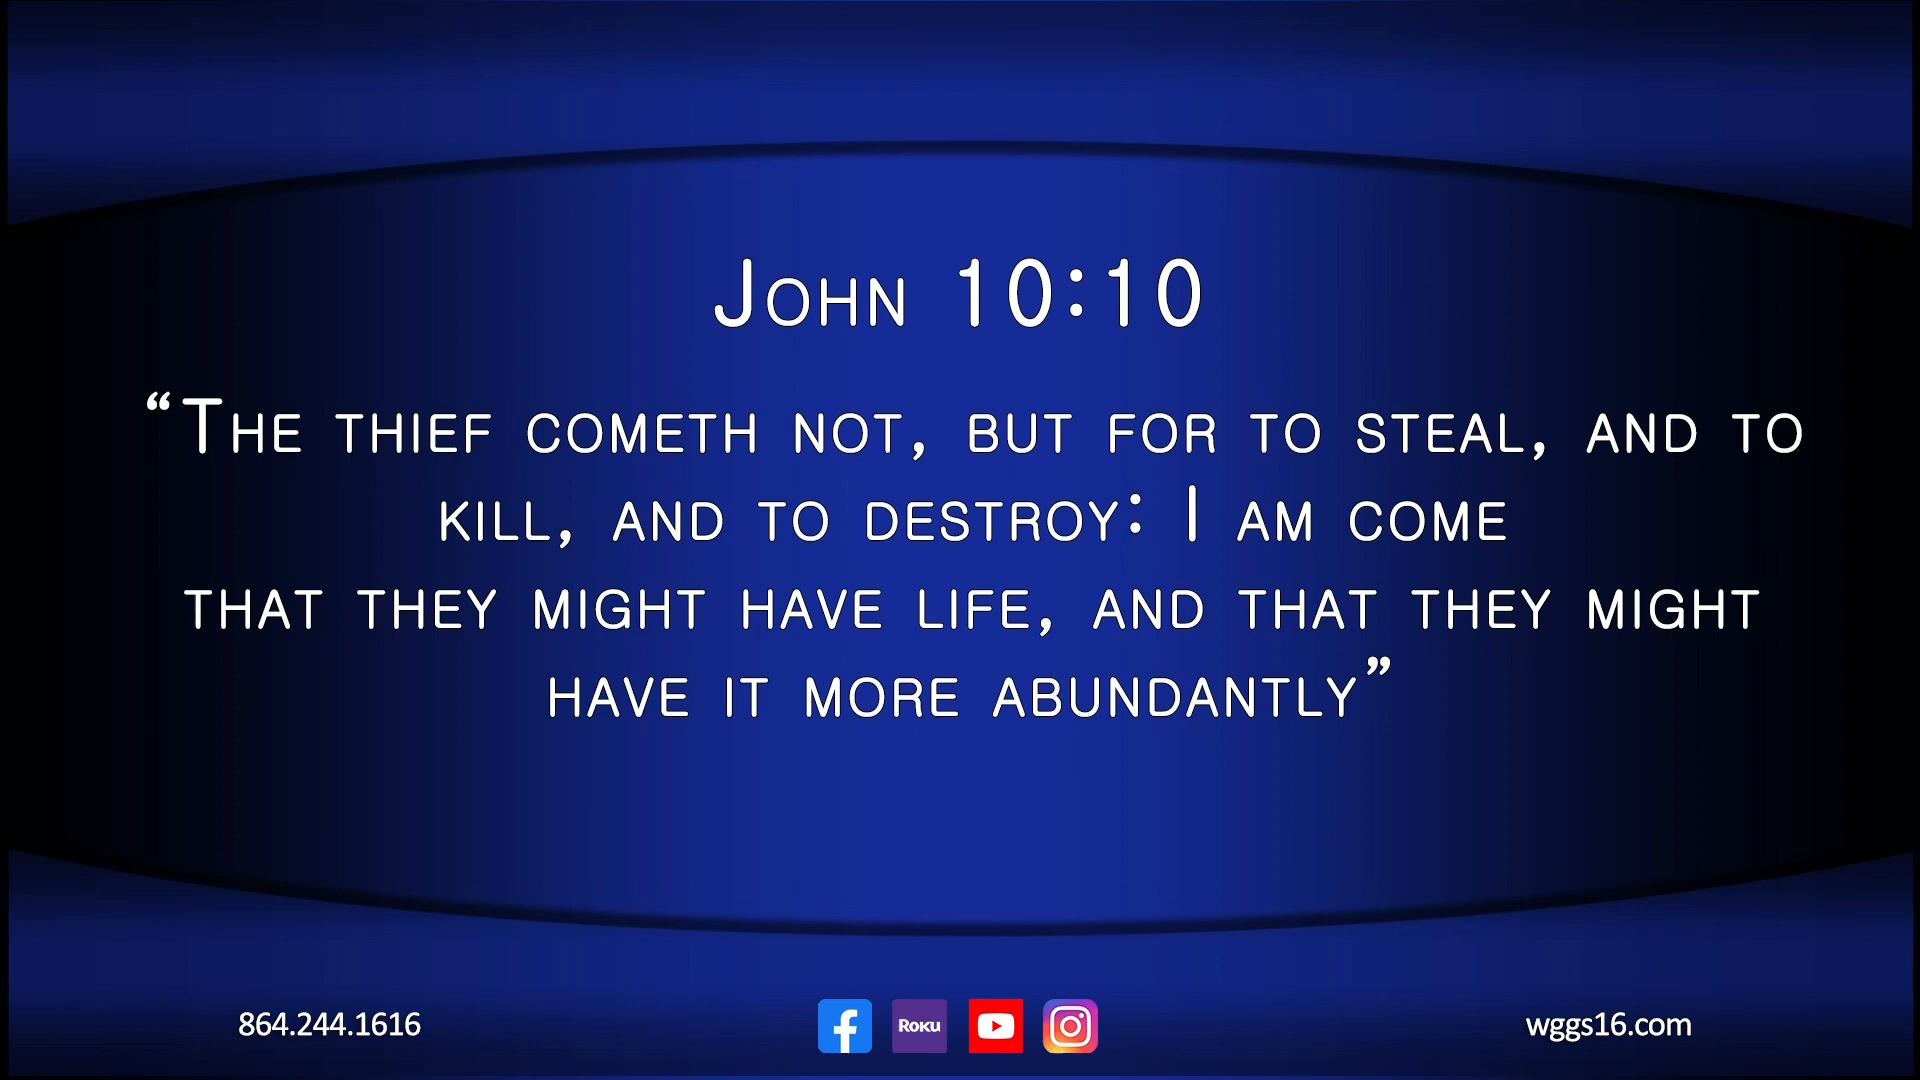 John 10:10
“The thief cometh not, but for to steal, and to
kill, and to destroy: I am come
that they might have life, and that they might
have it more abundantly”
864.244.1616
Roku
wggs16.com